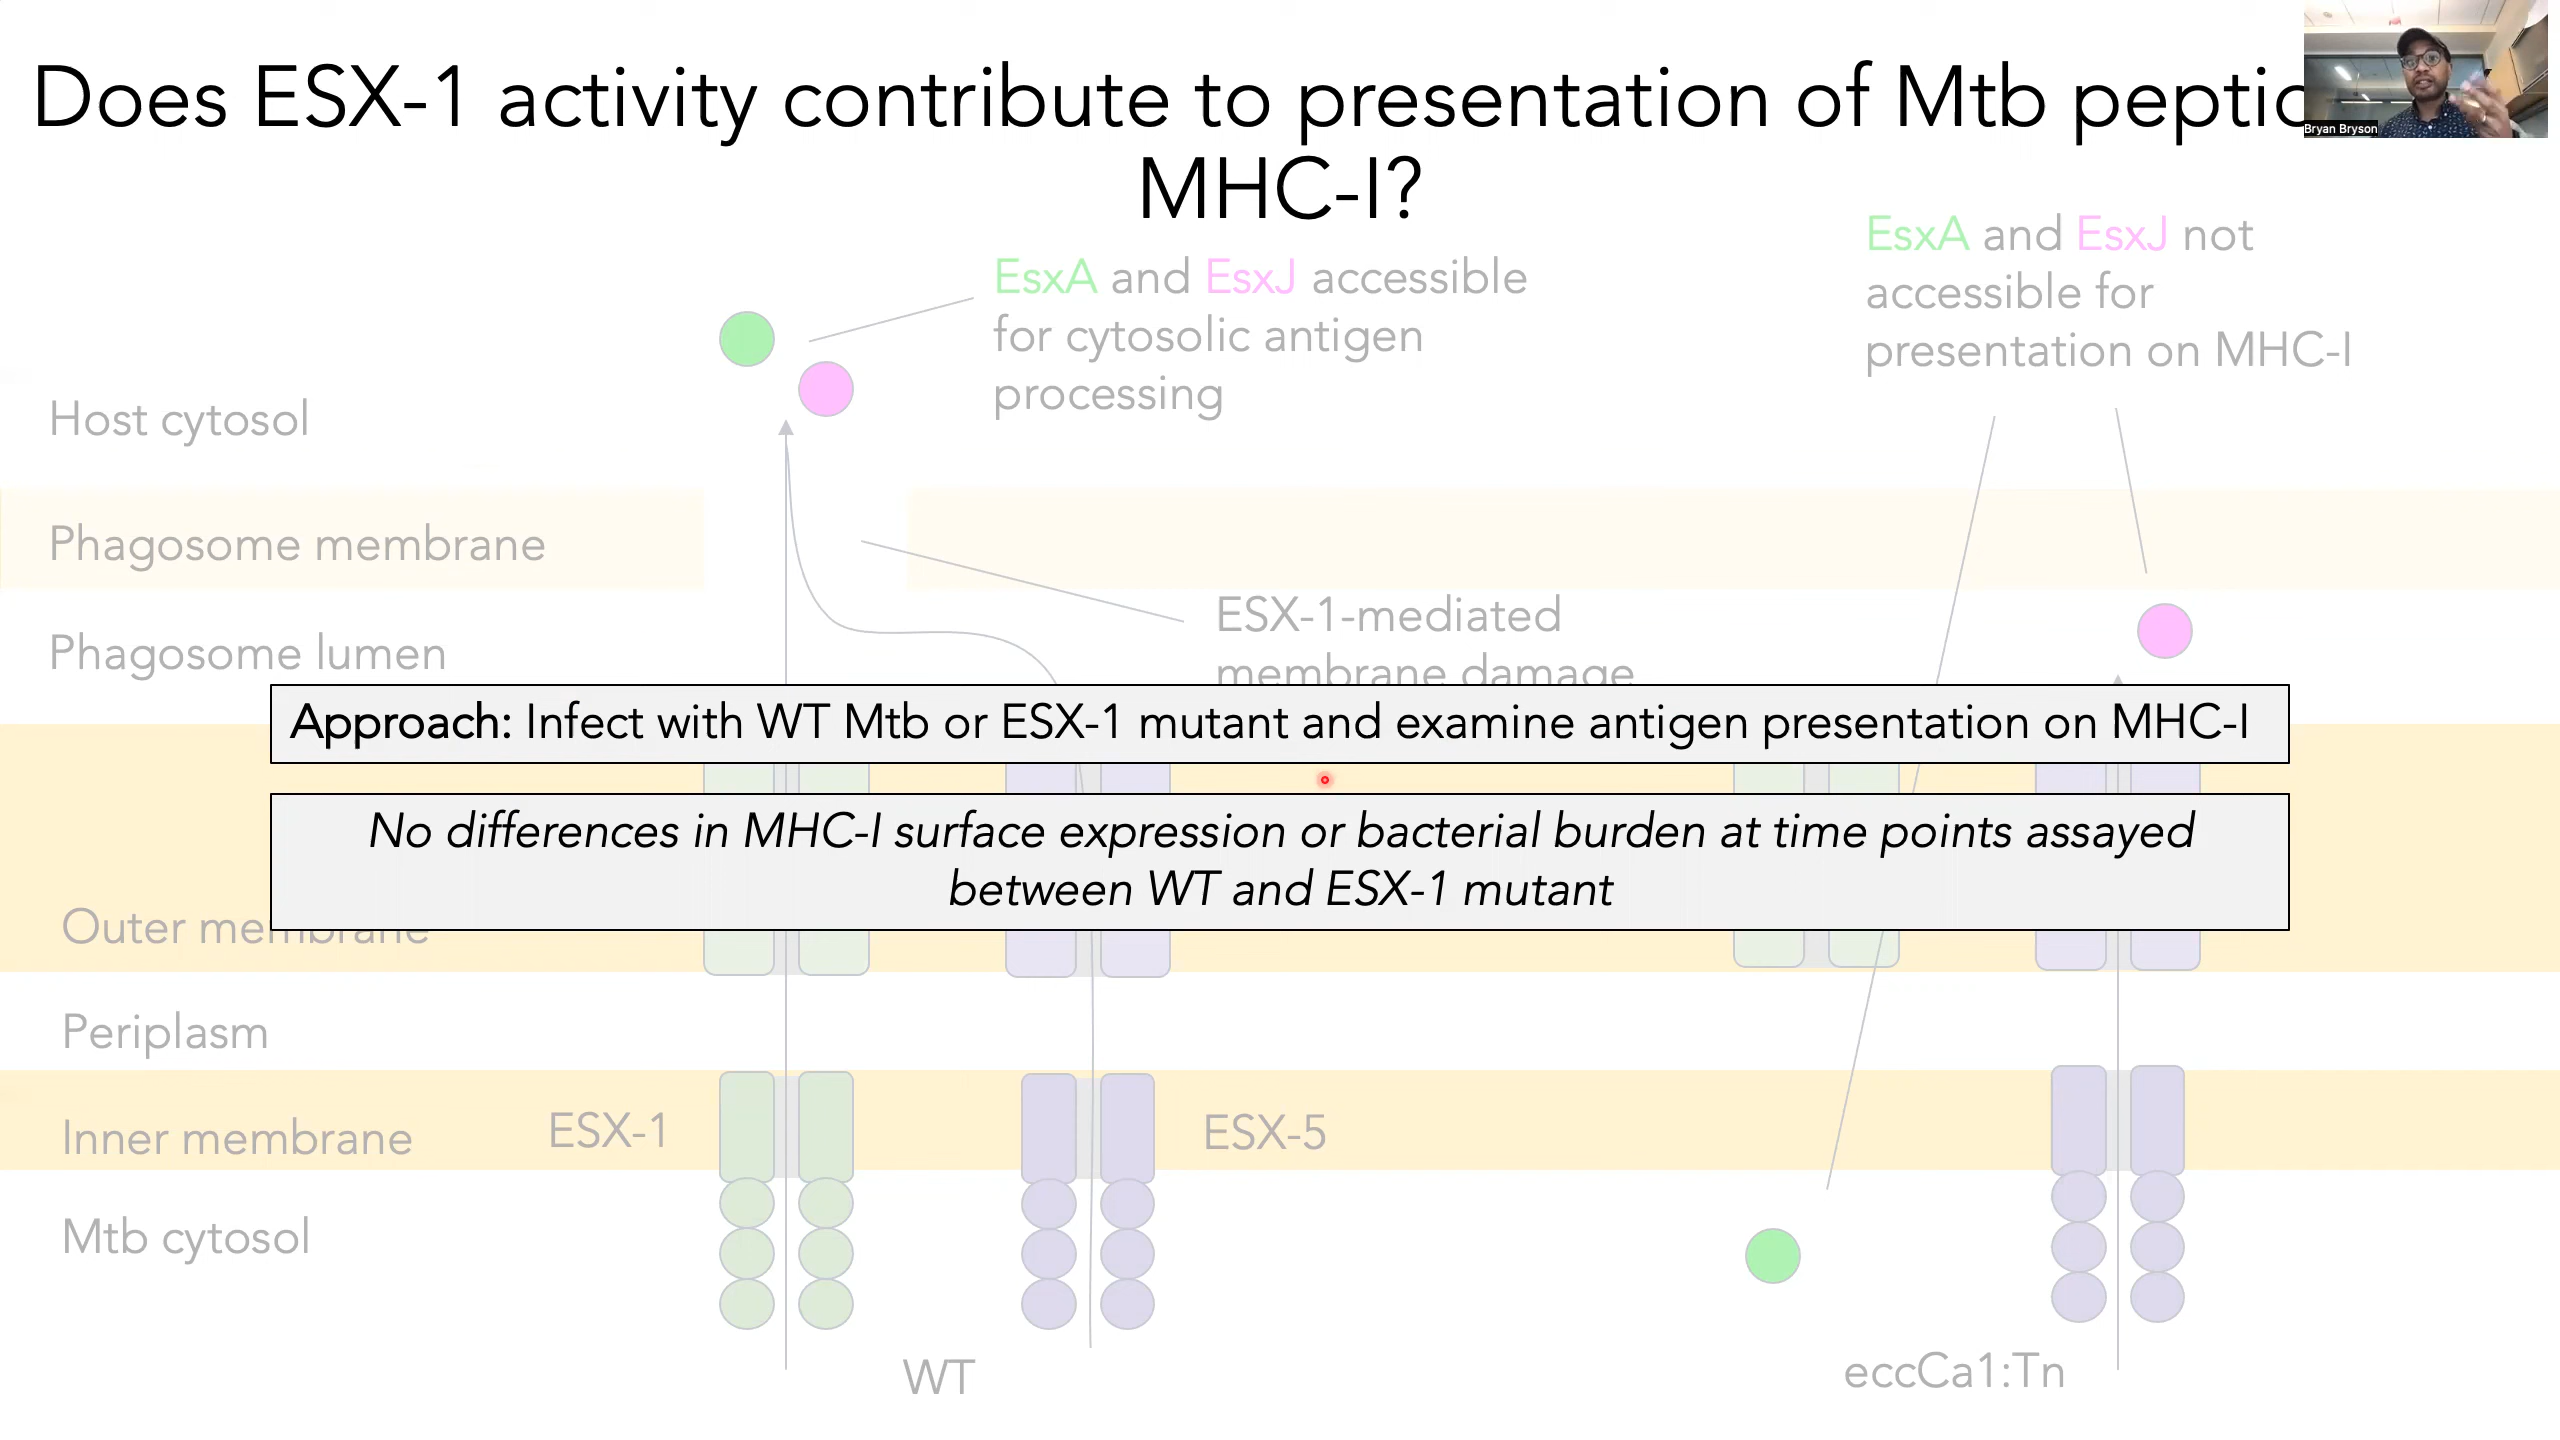 Does ESX-1 activity contribute to presentation of Mtb
MHC-I?
Bryan Bryson
EsxA and EsxJ accessible
for cytosolic antigen
processing
EsxA and EsxJ not
accessible for
presentation on MHC-I
Host cytosol
Phagosome membrane
Phagosome lumen
ESX-1-mediated
membrane damage
Approach: Infect with WT Mtb or ESX-1 mutant and examine antigen presentation on MHC-I
No differences in MHC-I surface expression or bacterial burden at time points assayed
between WT and ESX-1 mutant
Outer membrane
Periplasm
Inner membrane
ESX-1
ESX-5
Mtb cytosol
WT
eccCa1:Tn